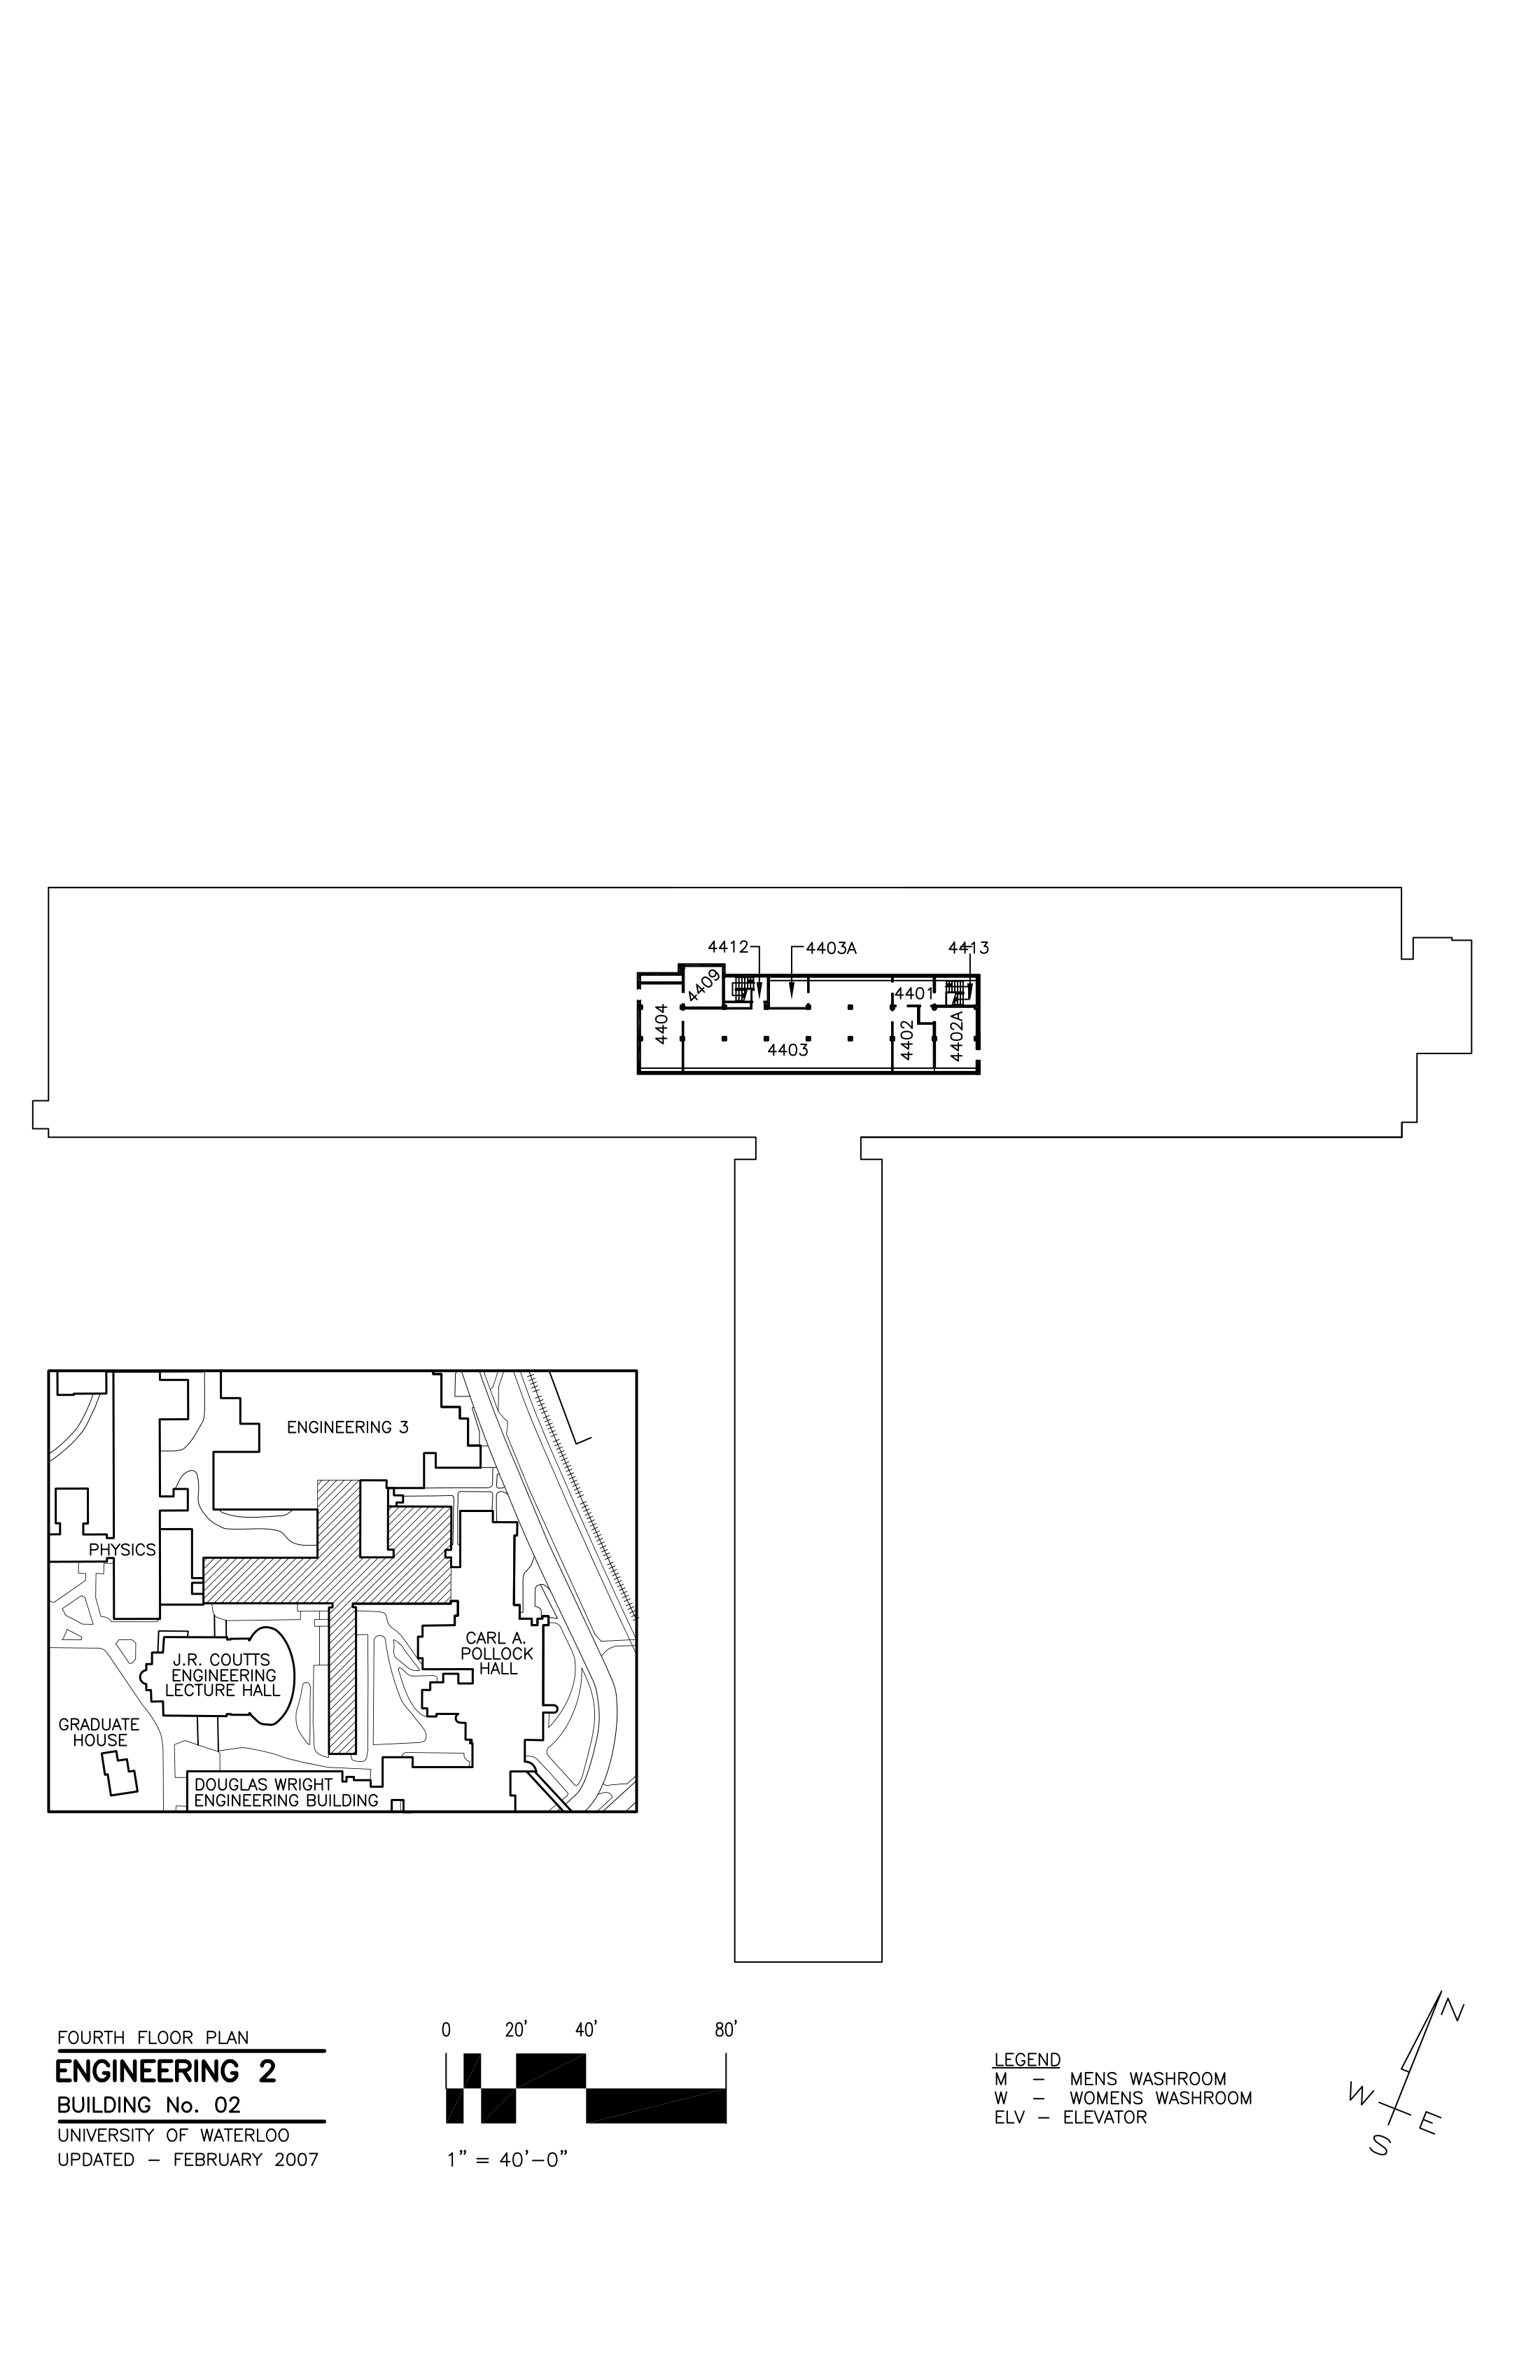 4412
4403A
4413
4409
4401
4404
4403
4402
4402A
ENGINEERING 3
PHYSICS
CARL A.
POLLOCK
HALL
J.R. COUTTS
ENGINEERING
LECTURE HALL
GRADUATE
HOUSE
DOUGLAS WRIGHT
ENGINEERING BUILDING
FOURTH FLOOR PLAN
ENGINEERING 2
BUILDING No. 02
UNIVERSITY OF WATERLOO
UPDATED – FEBRUARY 2007
0 20' 40' 80'
1" = 40'–0"
LEGEND
M – MENS WASHROOM
W – WOMENS WASHROOM
ELV – ELEVATOR
N
W
E
S